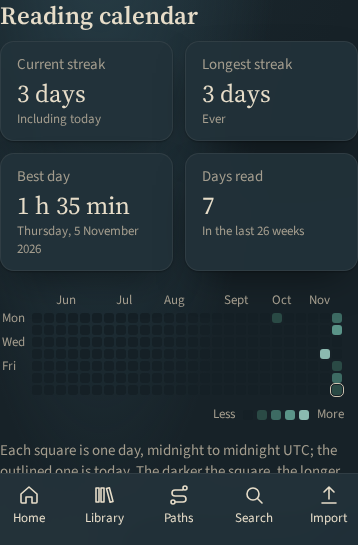 Reading calendar
Current streak
3 days
Including today
Longest streak
3 days
Ever
Best day
1 h 35 min
Thursday, 5 November
2026
Days read
7
In the last 26 weeks
Jun Jul Aug Sept Oct Nov
Mon
Wed
Fri
Less More
Each square is one day, midnight to midnight UTC; the
outlined one is today. The darker the square, the longer
Home Library Paths Search Import